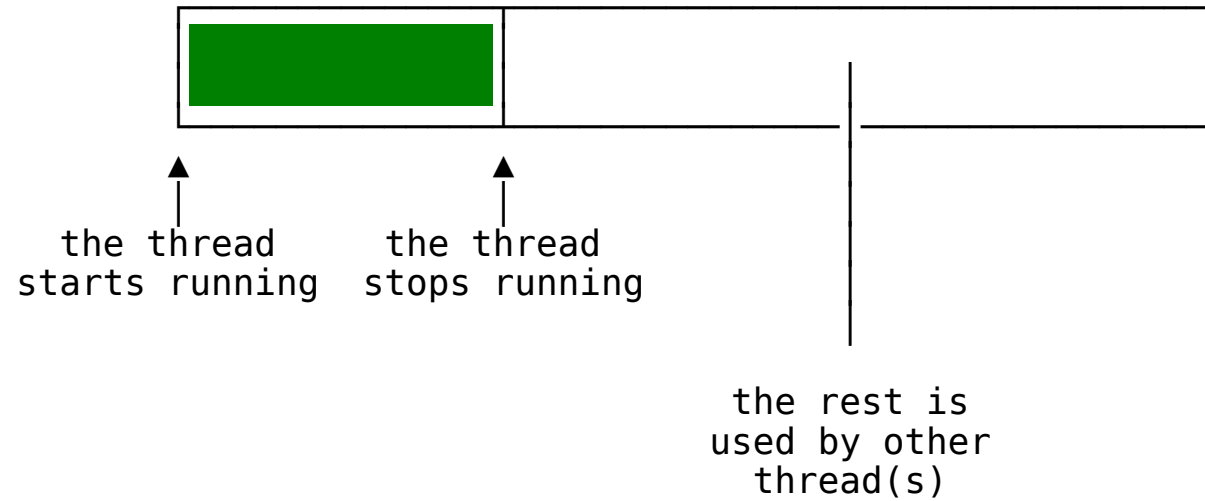 the thread
starts running
the thread
stops running
the rest is
used by other
thread(s)